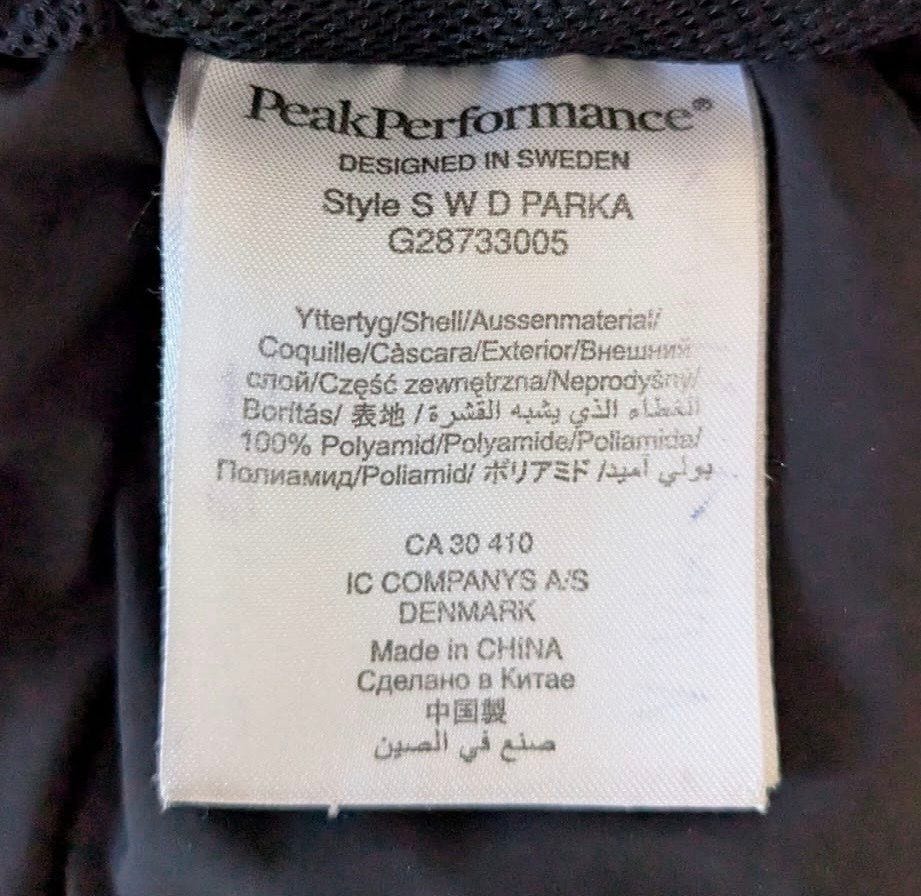 PeakPerformance®
DESIGNED IN SWEDEN
Style S W D PARKA
G28733005
Yttertyg/Shell/Aussenmaterial/
Coquille/Càscara/Exterior/Внешний
слой/Część zewnętrzna/Neprodyšný/
Borítás/ 表地 /الغطاء الذي يشبه القشرة
100% Polyamid/Polyamide/Poliamida/
Полиамид/Poliamid/ ポリアミド /بولي آميد/
CA 30 410
IC COMPANYS A/S
DENMARK
Made in CHINA
Сделано в Китае
中国製
صنع في الصين